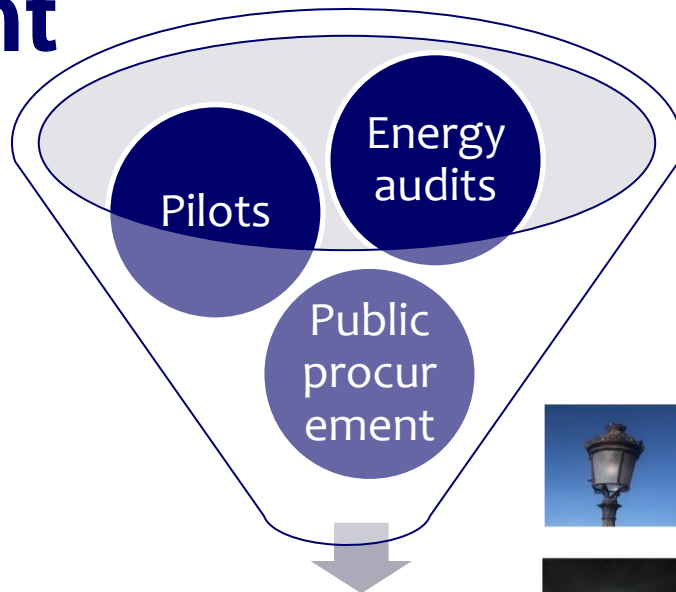 nt
Energy
audits
Pilots
Public
procur
ement